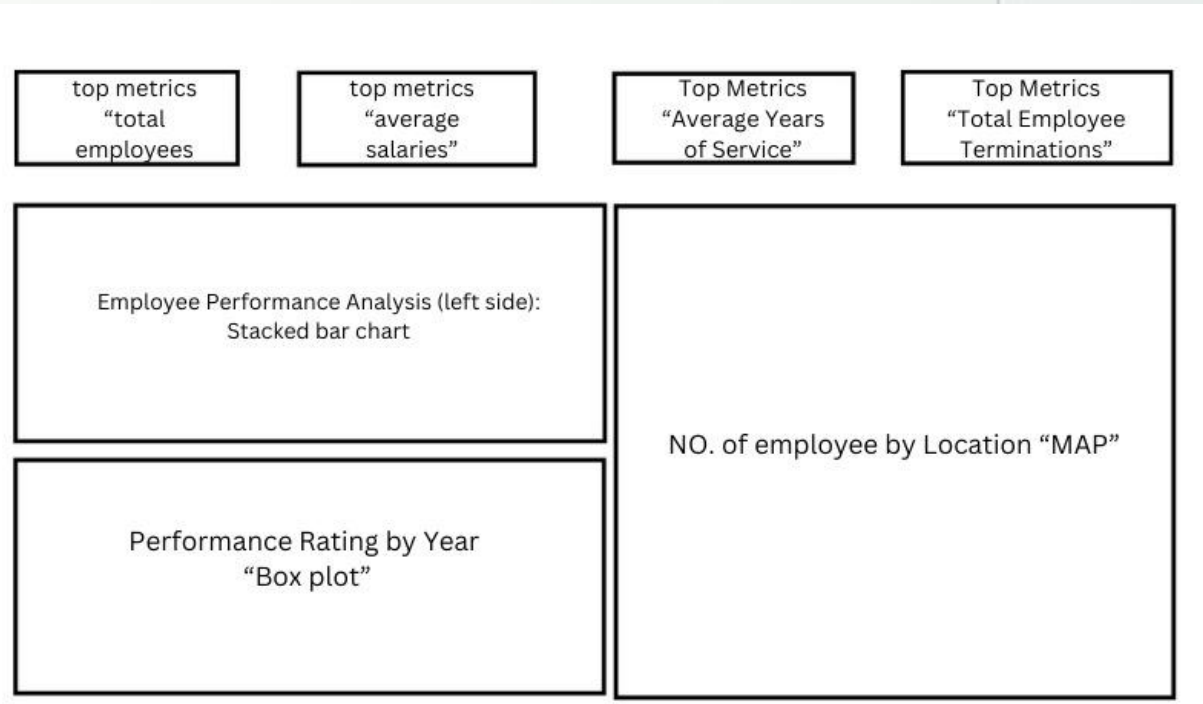 top metrics
“total
employees
top metrics
“average
salaries”
Top Metrics
“Average Years
of Service”
Top Metrics
“Total Employee
Terminations”
Employee Performance Analysis (left side):
Stacked bar chart
NO. of employee by Location “MAP”
Performance Rating by Year
“Box plot”